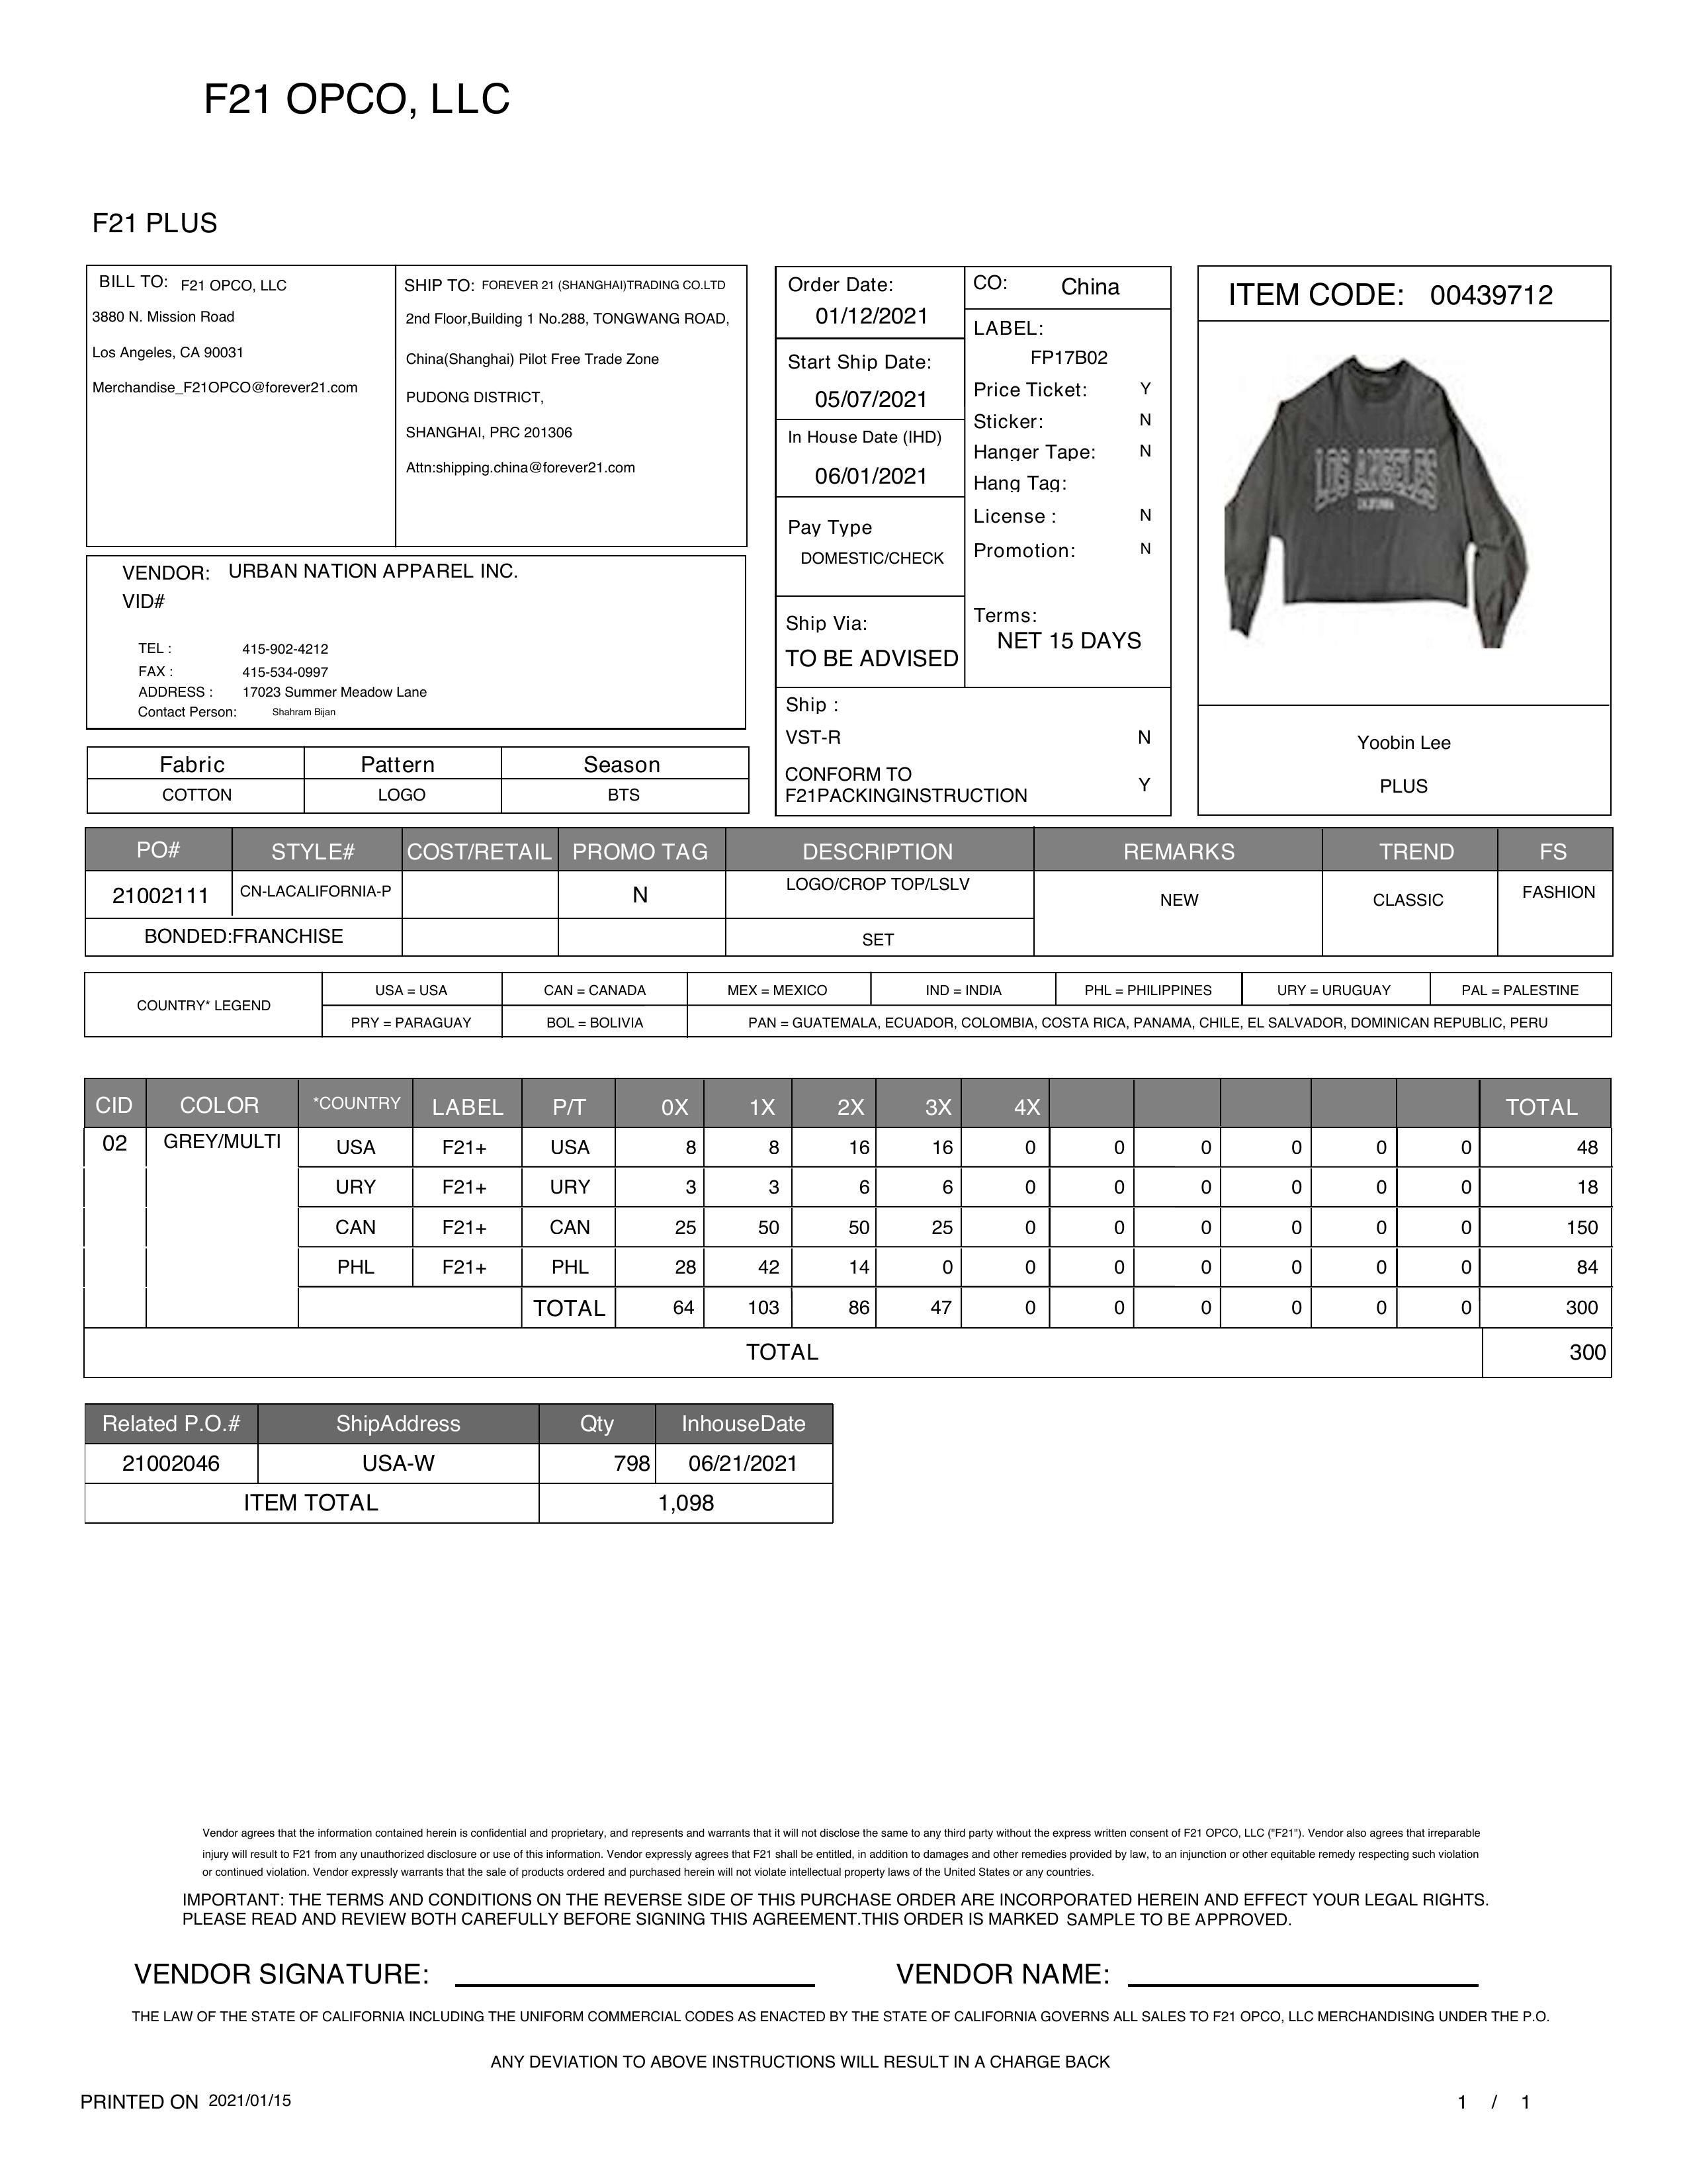 F21 OPCO, LLC
F21 PLUS
BILL TO: F21 OPCO, LLC
3880 N. Mission Road
Los Angeles, CA 90031
Merchandise_F21OPCO@forever21.com
SHIP TO: FOREVER 21 (SHANGHAI)TRADING CO.LTD
2nd Floor,Building 1 No.288, TONGWANG ROAD,
China(Shanghai) Pilot Free Trade Zone
PUDONG DISTRICT,
SHANGHAI, PRC 201306
Attn:shipping.china@forever21.com
VENDOR: URBAN NATION APPAREL INC.
VID#
TEL : 415-902-4212
FAX : 415-534-0997
ADDRESS : 17023 Summer Meadow Lane
Contact Person: Shahram Bijan
Fabric Pattern Season
COTTON LOGO BTS
Order Date:
01/12/2021
Start Ship Date:
05/07/2021
In House Date (IHD)
06/01/2021
Pay Type
DOMESTIC/CHECK
Ship Via:
TO BE ADVISED
CO: China
LABEL:
FP17B02
Price Ticket: Y
Sticker: N
Hanger Tape: N
Hang Tag:
License : N
Promotion: N
Terms:
NET 15 DAYS
Ship :
VST-R N
CONFORM TO
F21PACKINGINSTRUCTION Y
ITEM CODE: 00439712
LOS ANGELES
CALIFORNIA
Yoobin Lee
PLUS
PO# STYLE# COST/RETAIL PROMO TAG DESCRIPTION REMARKS TREND FS
21002111 CN-LACALIFORNIA-P N LOGO/CROP TOP/LSLV NEW CLASSIC FASHION
BONDED:FRANCHISE SET
COUNTRY* LEGEND
USA = USA CAN = CANADA MEX = MEXICO IND = INDIA PHL = PHILIPPINES URY = URUGUAY PAL = PALESTINE
PRY = PARAGUAY BOL = BOLIVIA PAN = GUATEMALA, ECUADOR, COLOMBIA, COSTA RICA, PANAMA, CHILE, EL SALVADOR, DOMINICAN REPUBLIC, PERU
CID COLOR *COUNTRY LABEL P/T 0X 1X 2X 3X 4X TOTAL
02 GREY/MULTI USA F21+ USA 8 8 16 16 0 0 0 0 0 0 48
URY F21+ URY 3 3 6 6 0 0 0 0 0 0 18
CAN F21+ CAN 25 50 50 25 0 0 0 0 0 0 150
PHL F21+ PHL 28 42 14 0 0 0 0 0 0 0 84
TOTAL 64 103 86 47 0 0 0 0 0 0 300
TOTAL 300
Related P.O.# ShipAddress Qty InhouseDate
21002046 USA-W 798 06/21/2021
ITEM TOTAL 1,098
Vendor agrees that the information contained herein is confidential and proprietary, and represents and warrants that it will not disclose the same to any third party without the express written consent of F21 OPCO, LLC ("F21"). Vendor also agrees that irreparable
injury will result to F21 from any unauthorized disclosure or use of this information. Vendor expressly agrees that F21 shall be entitled, in addition to damages and other remedies provided by law, to an injunction or other equitable remedy respecting such violation
or continued violation. Vendor expressly warrants that the sale of products ordered and purchased herein will not violate intellectual property laws of the United States or any countries.
IMPORTANT: THE TERMS AND CONDITIONS ON THE REVERSE SIDE OF THIS PURCHASE ORDER ARE INCORPORATED HEREIN AND EFFECT YOUR LEGAL RIGHTS.
PLEASE READ AND REVIEW BOTH CAREFULLY BEFORE SIGNING THIS AGREEMENT.THIS ORDER IS MARKED SAMPLE TO BE APPROVED.
VENDOR SIGNATURE: VENDOR NAME:
THE LAW OF THE STATE OF CALIFORNIA INCLUDING THE UNIFORM COMMERCIAL CODES AS ENACTED BY THE STATE OF CALIFORNIA GOVERNS ALL SALES TO F21 OPCO, LLC MERCHANDISING UNDER THE P.O.
ANY DEVIATION TO ABOVE INSTRUCTIONS WILL RESULT IN A CHARGE BACK
PRINTED ON 2021/01/15 1 / 1